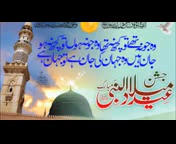 وہ جو نہ تھے تو کچھ نہ تھا وہ جو نہ ہوں تو کچھ نہ ہو
جان ہیں وہ جہان کی جان ہے تو جہان ہے
جشن
عید میلاد النبی